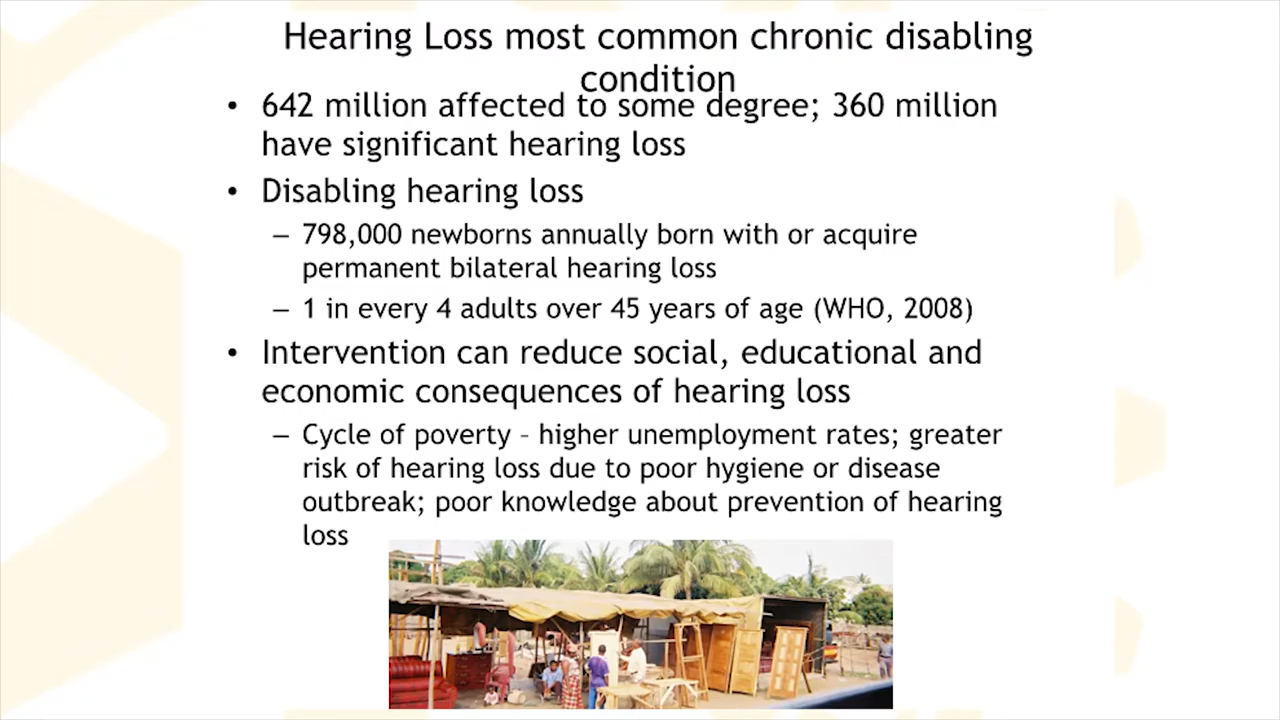 Hearing Loss most common chronic disabling
condition
• 642 million affected to some degree; 360 million
have significant hearing loss
• Disabling hearing loss
– 798,000 newborns annually born with or acquire
permanent bilateral hearing loss
– 1 in every 4 adults over 45 years of age (WHO, 2008)
• Intervention can reduce social, educational and
economic consequences of hearing loss
– Cycle of poverty – higher unemployment rates; greater
risk of hearing loss due to poor hygiene or disease
outbreak; poor knowledge about prevention of hearing
loss